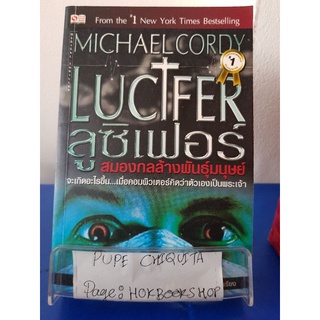 From the #1 New York Times Bestselling
MICHAEL CORDY
#1
LUCIFER
ลูซิเฟอร์
สมองกลล้างพันธุ์มนุษย์
จะเกิดอะไรขึ้น...เมื่อคอมพิวเตอร์คิดว่าตัวเองเป็นพระเจ้า
PUPE CHIQUITA
Page: HOKBOOKSHOP